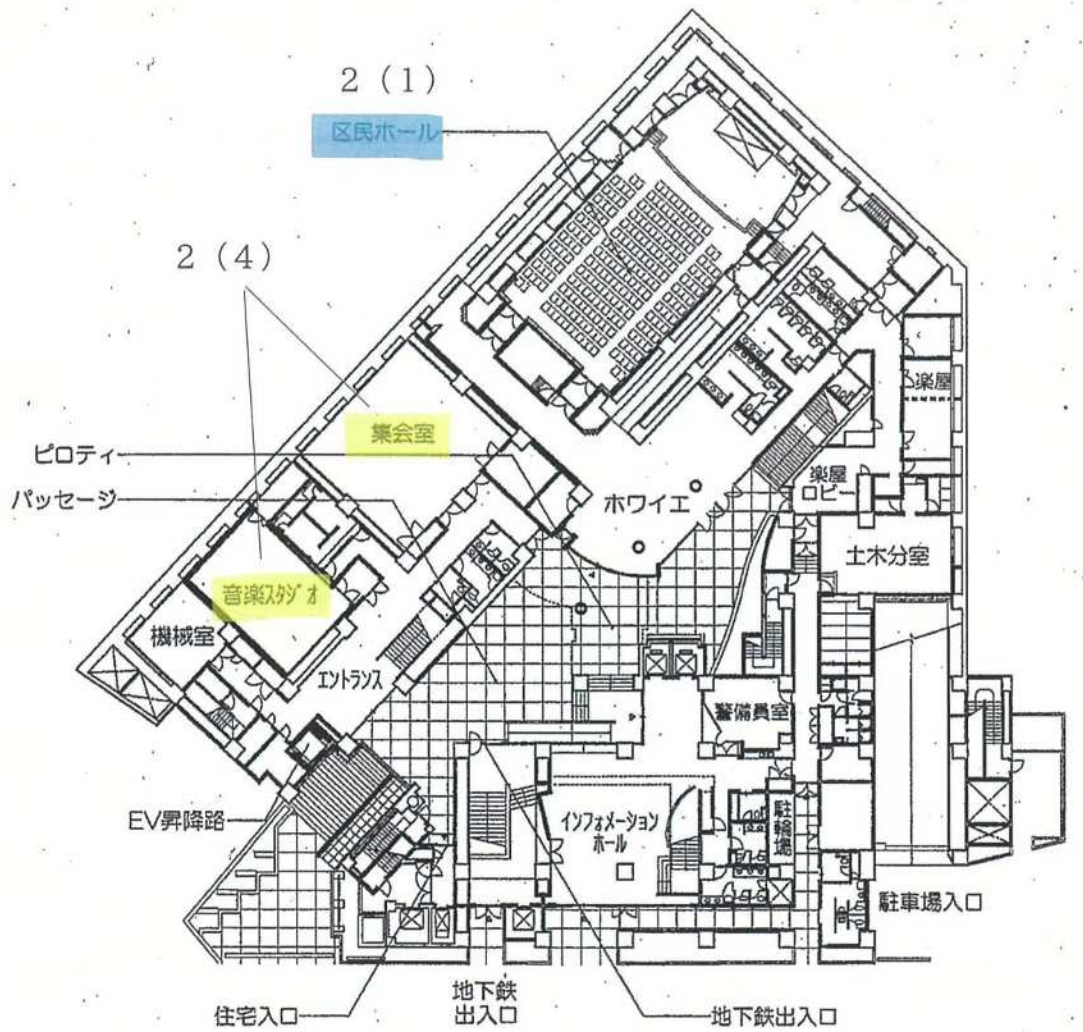 2（1）
区民ホール
2（4）
集会室
ピロティ
パッセージ
ホワイエ
楽屋
楽屋
ロビー
土木分室
音楽スタジオ
機械室
エントランス
警備員室
EV昇降路
インフォメーション
ホール
駐輪場
駐車場入口
住宅入口
地下鉄
出入口
地下鉄出入口